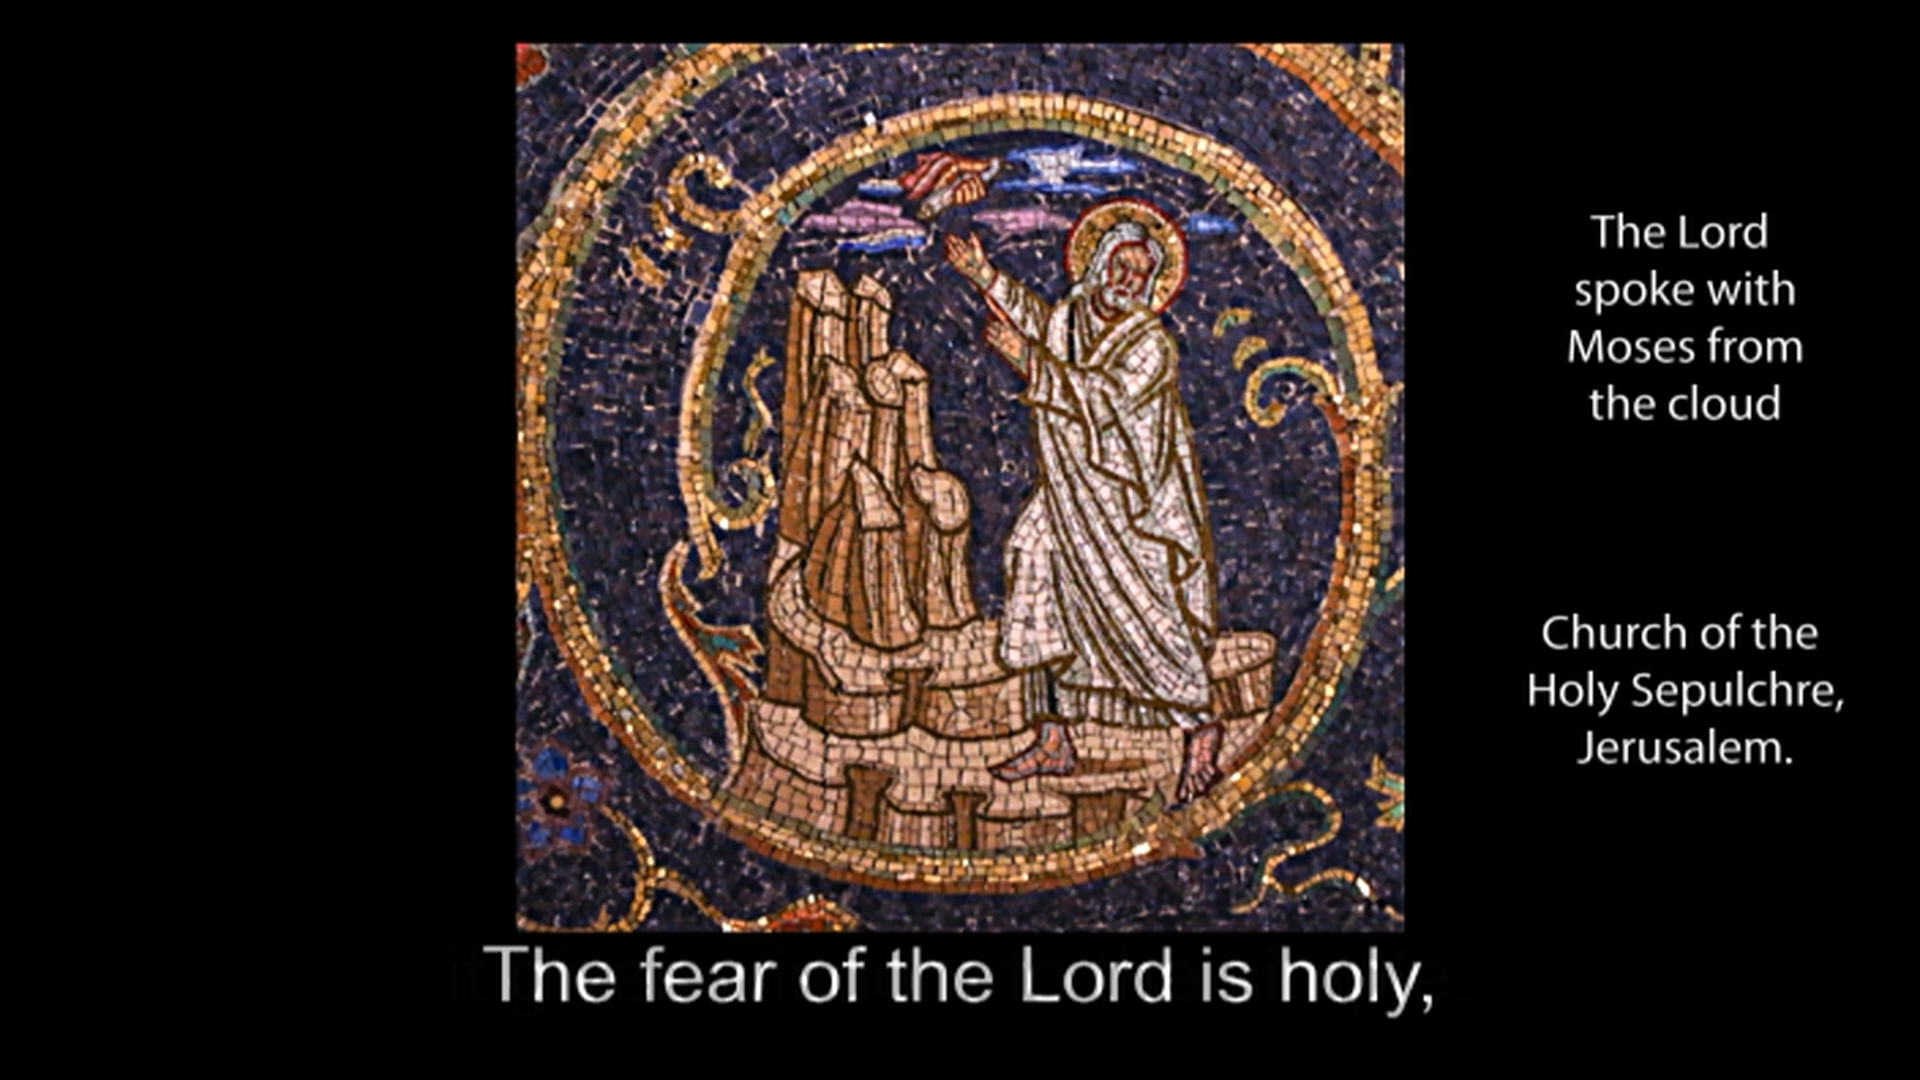 The Lord
spoke with
Moses from
the cloud
Church of the
Holy Sepulchre,
Jerusalem.
The fear of the Lord is holy,